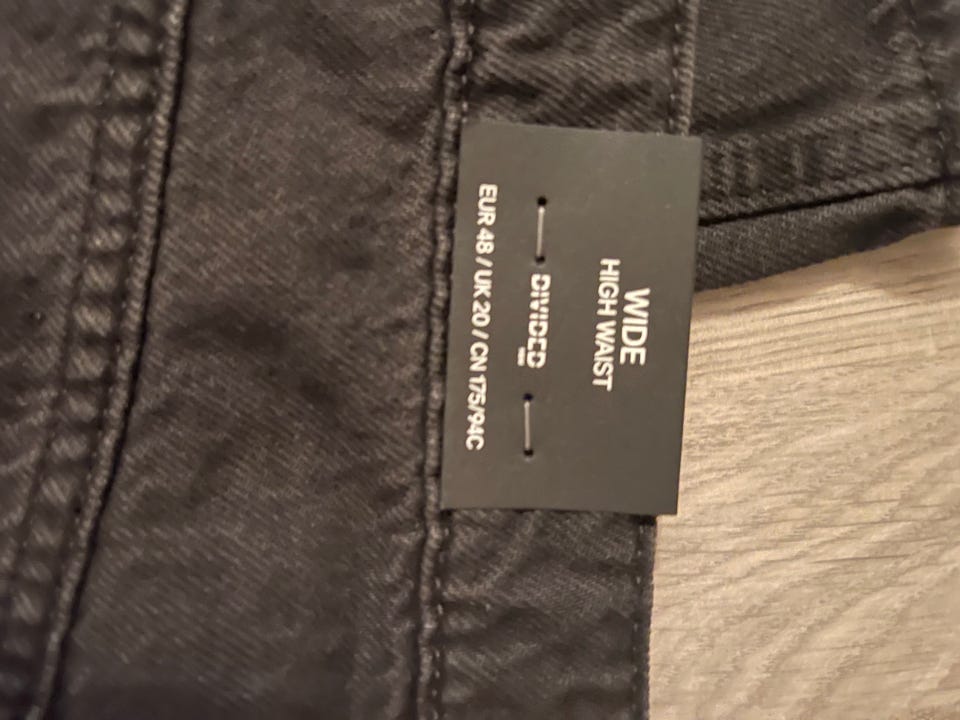 WIDE
HIGH WAIST
DIVIDED
EUR 48 / UK 20 / CN 175/94C